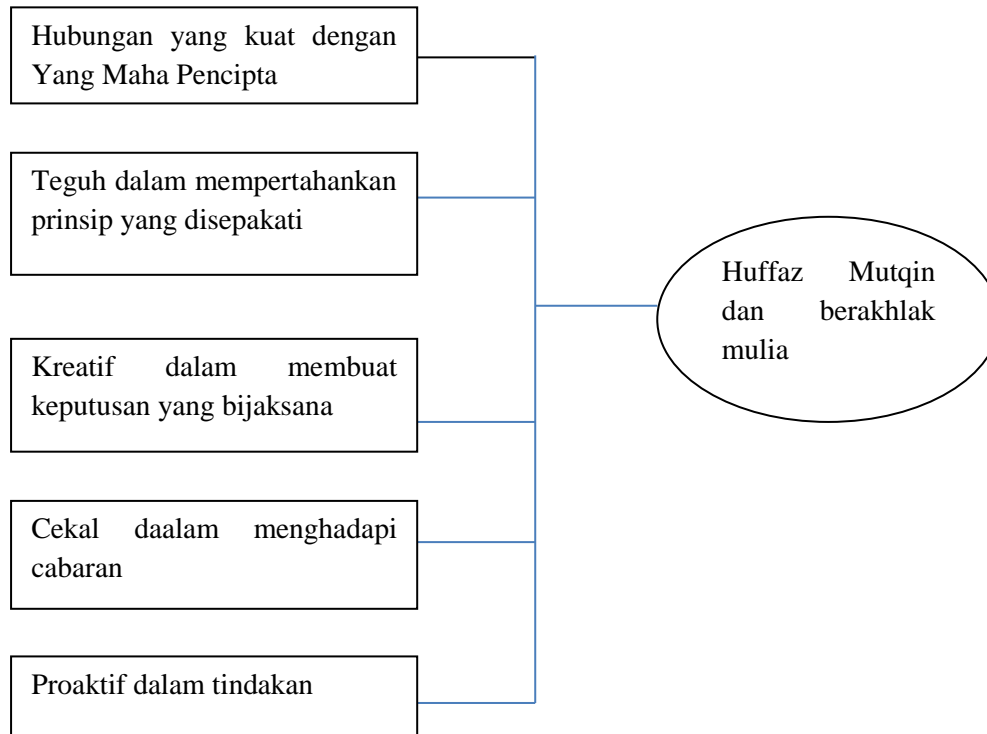 Hubungan yang kuat dengan
Yang Maha Pencipta
Teguh dalam mempertahankan
prinsip yang disepakati
Kreatif dalam membuat
keputusan yang bijaksana
Cekal daalam menghadapi
cabaran
Proaktif dalam tindakan
Huffaz Mutqin
dan berakhlak
mulia